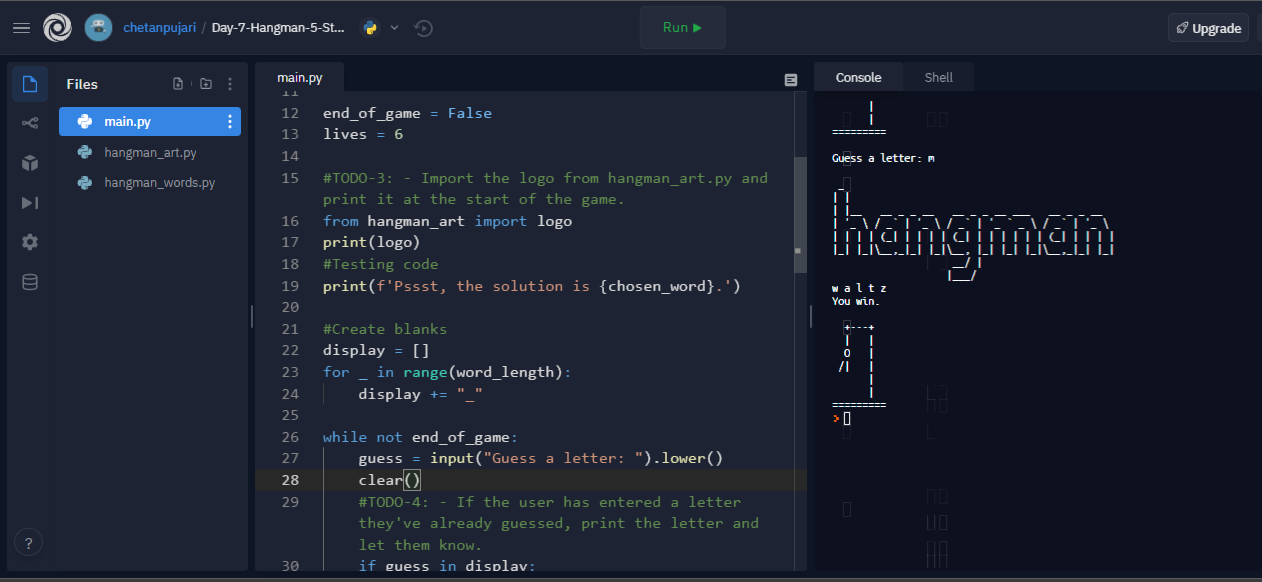 chetanpujari / Day-7-Hangman-5-St...
Run
Upgrade
Files
main.py
hangman_art.py
hangman_words.py
?
main.py
11
12 end_of_game = False
13 lives = 6
14
15 #TODO-3: - Import the logo from hangman_art.py and
print it at the start of the game.
16 from hangman_art import logo
17 print(logo)
18 #Testing code
19 print(f'Pssst, the solution is {chosen_word}.')
20
21 #Create blanks
22 display = []
23 for _ in range(word_length):
24 display += "_"
25
26 while not end_of_game:
27 guess = input("Guess a letter: ").lower()
28 clear()
29 #TODO-4: - If the user has entered a letter
they've already guessed, print the letter and
let them know.
30 if guess in display:
Console Shell
=========
Guess a letter: m
hangman
w a l t z
You win.
+---+
|   |
O   |
/|   |
|
|
=========
>